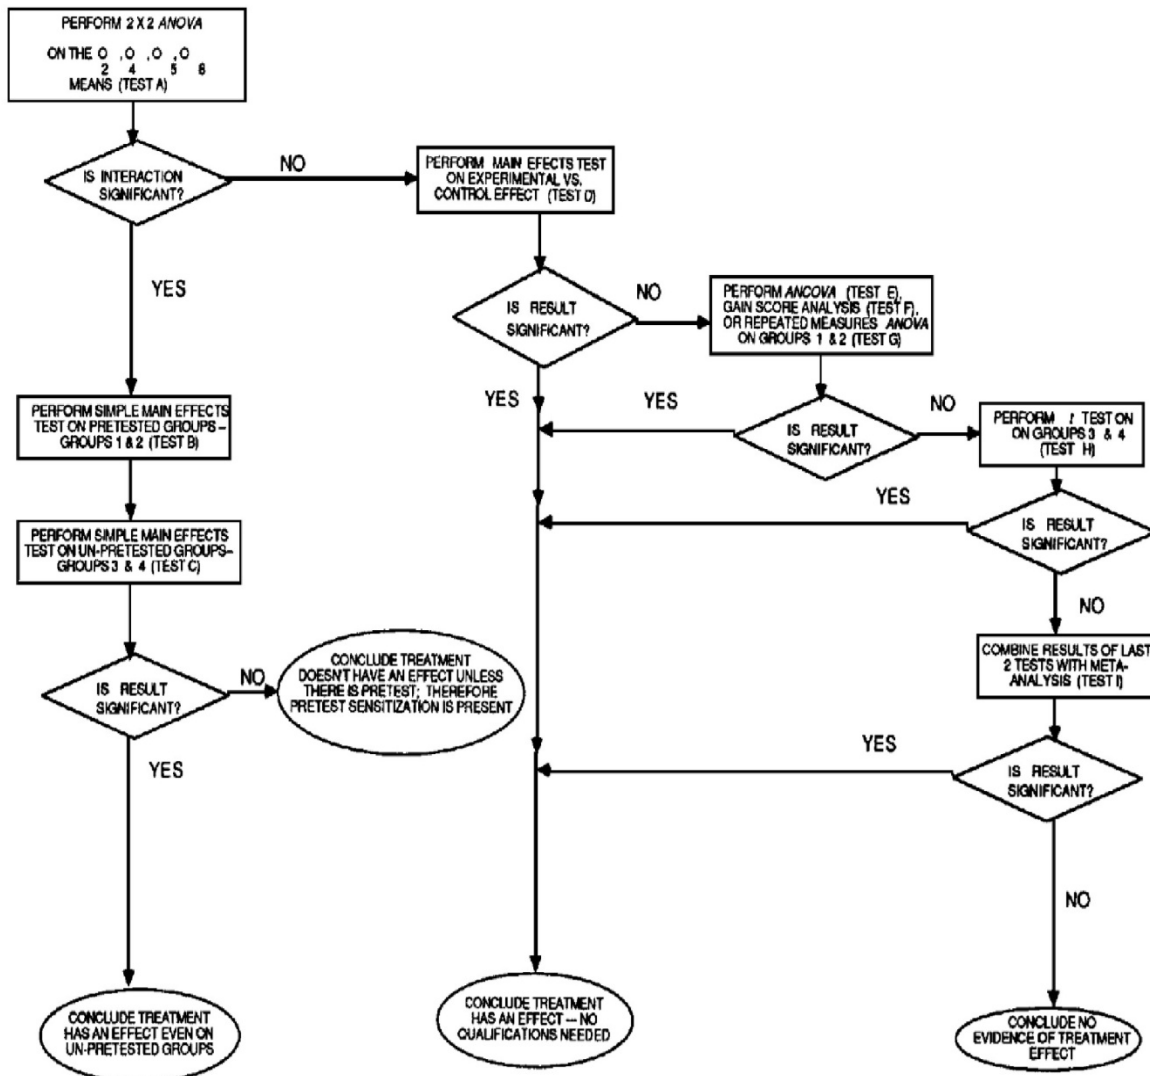 PERFORM 2 X 2 ANOVA
ON THE O , O , O , O
2 4 5 6
MEANS (TEST A)
IS INTERACTION
SIGNIFICANT?
NO
PERFORM MAIN EFECTS TEST
ON EXPERIMENTAL VS.
CONTROL EFFECT (TEST D)
YES
IS RESULT
SIGNIFICANT?
NO
PERFORM ANCOVA (TEST E),
GAIN SCORE ANALYSIS (TEST F),
OR REPEATED MEASURES ANOVA
ON GROUPS 1 & 2 (TEST G)
YES
YES
IS RESULT
SIGNIFICANT?
NO
PERFORM t TEST ON
ON GROUPS 3 & 4
(TEST H)
PERFORM SIMPLE MAIN EFFECTS
TEST ON PRETESTED GROUPS –
GROUPS 1 & 2 (TEST B)
YES
IS RESULT
SIGNIFICANT?
PERFORM SIMPLE MAIN EFFECTS
TEST ON UN-PRETESTED GROUPS–
GROUPS 3 & 4 (TEST C)
NO
COMBINE RESULTS OF LAST
2 TESTS WITH META-
ANALYSIS (TEST I)
IS RESULT
SIGNIFICANT?
NO
CONCLUDE TREATMENT
DOESN'T HAVE AN EFFECT UNLESS
THERE IS PRETEST; THEREFORE
PRETEST SENSITIZATION IS PRESENT
YES
YES
IS RESULT
SIGNIFICANT?
NO
CONCLUDE TREATMENT
HAS AN EFFECT EVEN ON
UN-PRETESTED GROUPS
CONCLUDE TREATMENT
HAS AN EFFECT — NO
QUALIFICATIONS NEEDED
CONCLUDE NO
EVIDENCE OF TREATMENT
EFFECT